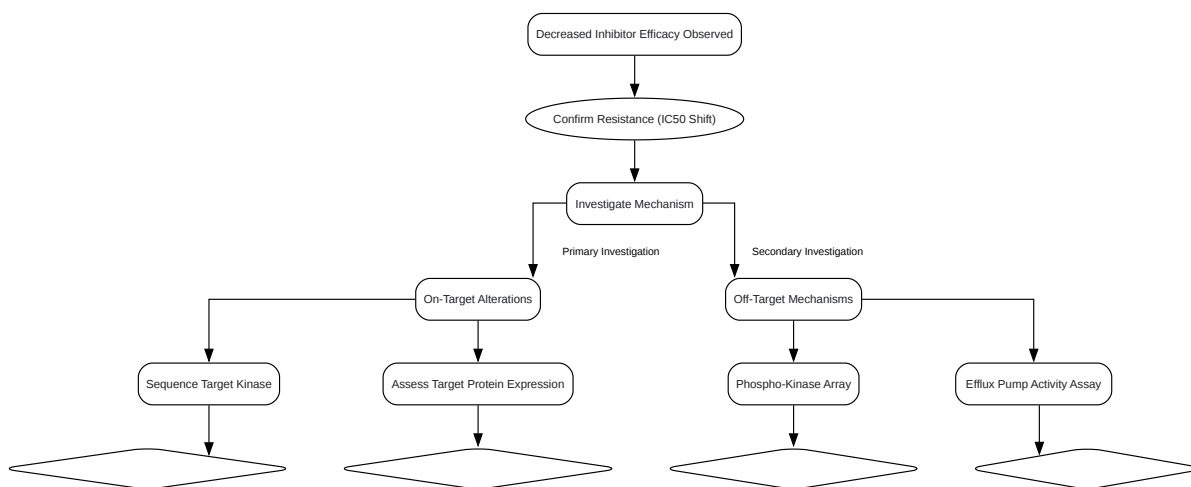 Decreased Inhibitor Efficacy Observed
Confirm Resistance (IC50 Shift)
Investigate Mechanism
Primary Investigation
Secondary Investigation
On-Target Alterations
Off-Target Mechanisms
Sequence Target Kinase
Assess Target Protein Expression
Phospho-Kinase Array
Efflux Pump Activity Assay